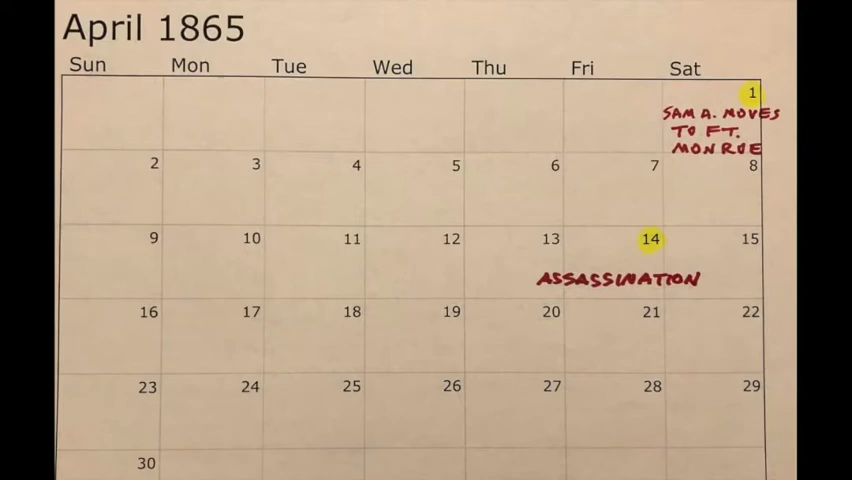 April 1865
Sun Mon Tue Wed Thu Fri Sat
1
SAM A. MOVES
TO FT.
MONROE
2 3 4 5 6 7 8
9 10 11 12 13 14 15
ASSASSINATION
16 17 18 19 20 21 22
23 24 25 26 27 28 29
30